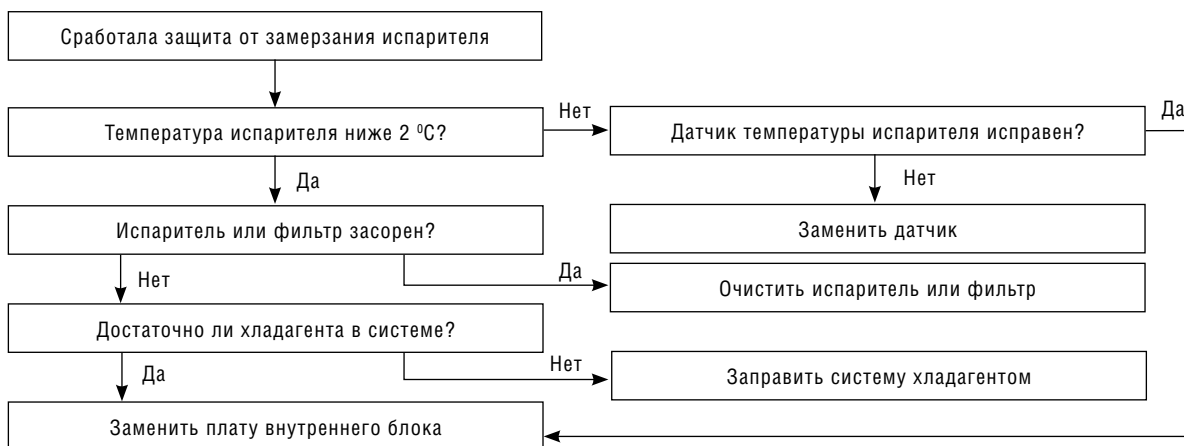 Сработала защита от замерзания испарителя
Температура испарителя ниже 2 ⁰C?
Нет
Датчик температуры испарителя исправен?
Да
Да
Нет
Испаритель или фильтр засорен?
Заменить датчик
Нет
Да
Очистить испаритель или фильтр
Достаточно ли хладагента в системе?
Да
Нет
Заправить систему хладагентом
Заменить плату внутреннего блока